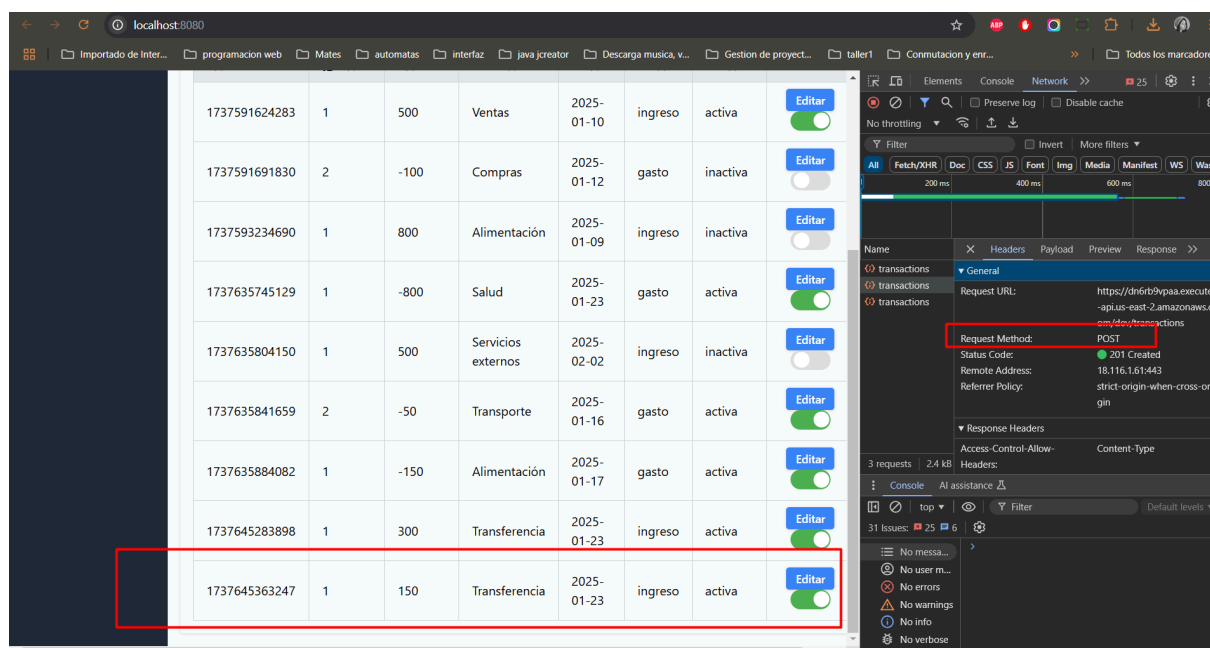 localhost:8080
ABP
Importado de Inter...
programacion web
Mates
automatas
interfaz
java jcreator
Descarga musica, v...
Gestion de proyect...
taller1
Conmutacion y enr...
Todos los marcadore
1737591624283 1 500 Ventas 2025-01-10 ingreso activa Editar
1737591691830 2 -100 Compras 2025-01-12 gasto inactiva Editar
1737593234690 1 800 Alimentación 2025-01-09 ingreso inactiva Editar
1737635745129 1 -800 Salud 2025-01-23 gasto activa Editar
1737635804150 1 500 Servicios externos 2025-02-02 ingreso inactiva Editar
1737635841659 2 -50 Transporte 2025-01-16 gasto activa Editar
1737635884082 1 -150 Alimentación 2025-01-17 gasto activa Editar
1737645283898 1 300 Transferencia 2025-01-23 ingreso activa Editar
1737645363247 1 150 Transferencia 2025-01-23 ingreso activa Editar
Elements Console Network 25
Preserve log Disable cache
No throttling
Filter Invert More filters
All Fetch/XHR Doc CSS JS Font Img Media Manifest WS Was
200 ms 400 ms 600 ms 800
Name Headers Payload Preview Response
transactions
transactions
transactions
General
Request URL: https://dn6rb9vpaa.execute
-api.us-east-2.amazonaws.c
om/dev/transactions
Request Method: POST
Status Code: 201 Created
Remote Address: 18.116.1.61:443
Referrer Policy: strict-origin-when-cross-ori
gin
Response Headers
Access-Control-Allow- Content-Type
Headers:
3 requests 2.4 kB
Console AI assistance
top Filter Default levels
31 Issues: 25 6
No messa...
No user m...
No errors
No warnings
No info
No verbose